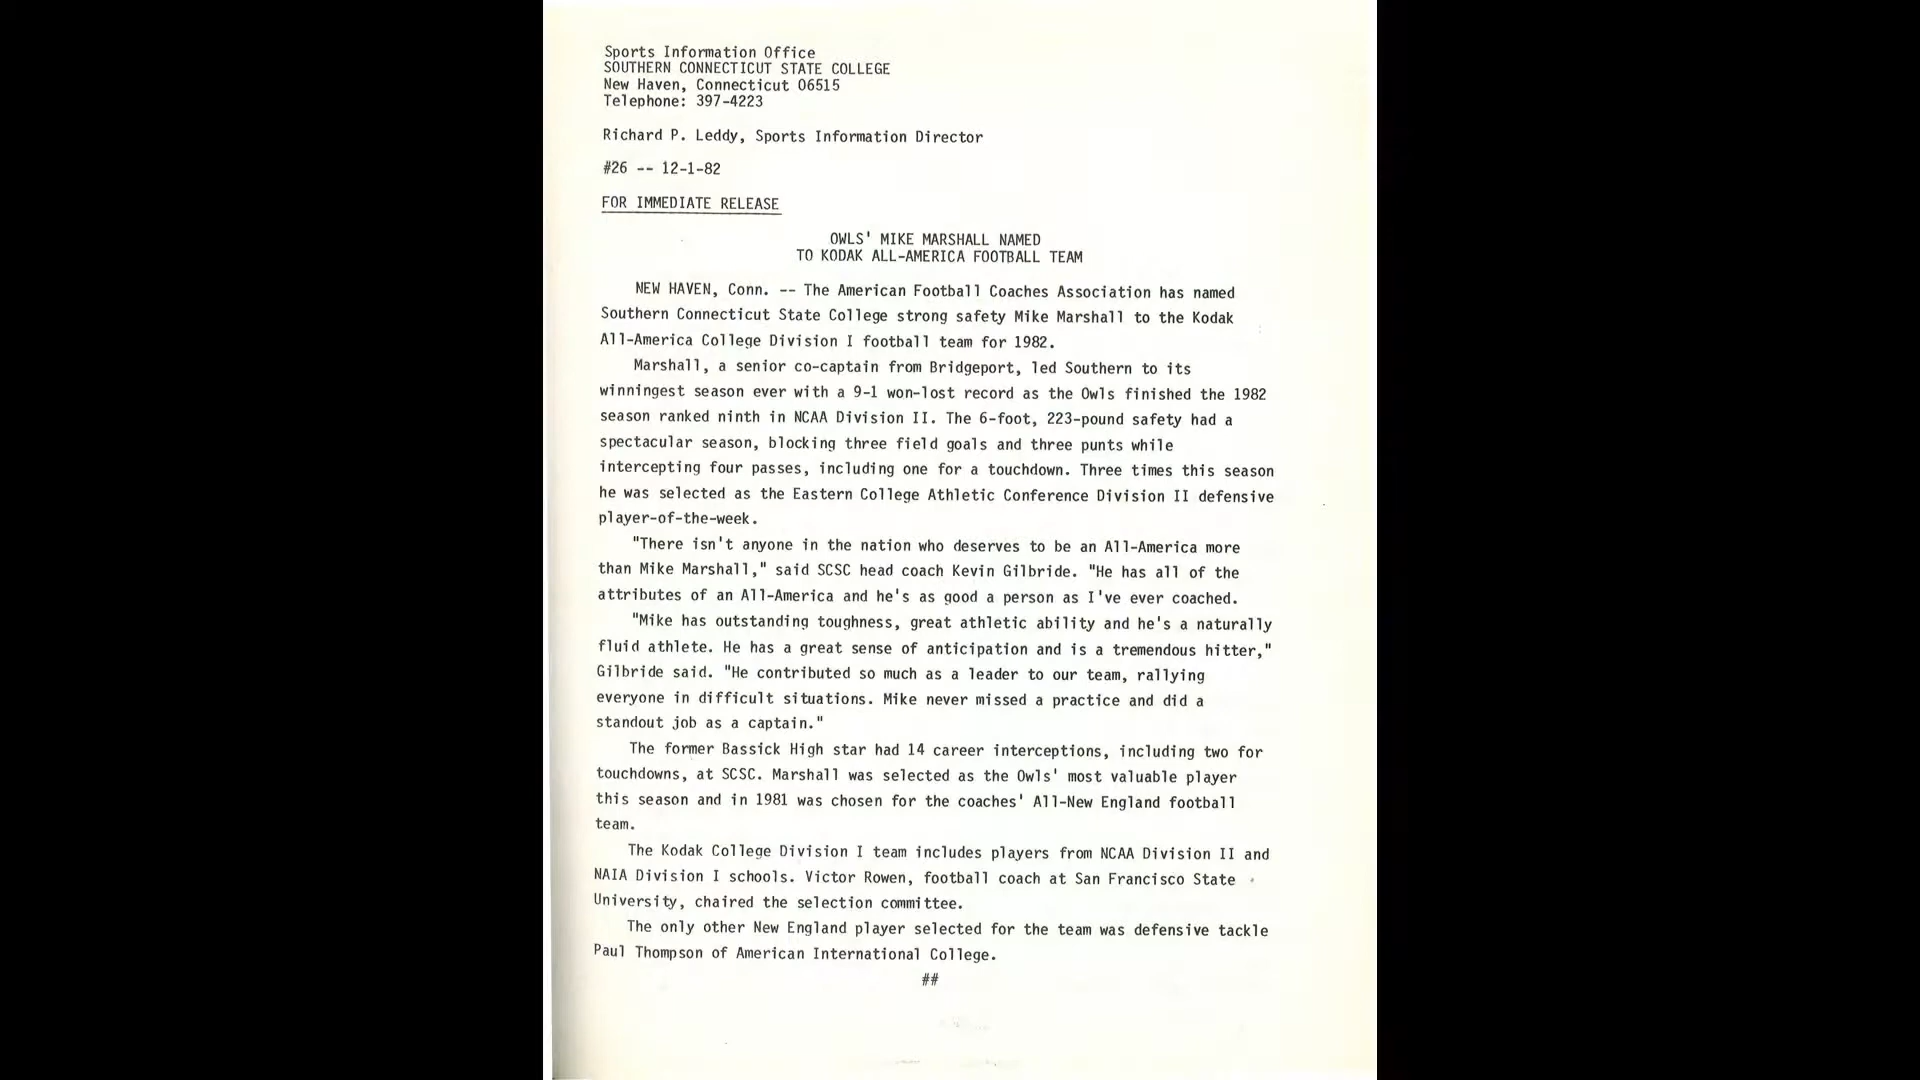 Sports Information Office
SOUTHERN CONNECTICUT STATE COLLEGE
New Haven, Connecticut 06515
Telephone: 397-4223
Richard P. Leddy, Sports Information Director
#26 -- 12-1-82
FOR IMMEDIATE RELEASE
OWLS' MIKE MARSHALL NAMED
TO KODAK ALL-AMERICA FOOTBALL TEAM
NEW HAVEN, Conn. -- The American Football Coaches Association has named
Southern Connecticut State College strong safety Mike Marshall to the Kodak
All-America College Division I football team for 1982.
Marshall, a senior co-captain from Bridgeport, led Southern to its
winningest season ever with a 9-1 won-lost record as the Owls finished the 1982
season ranked ninth in NCAA Division II. The 6-foot, 223-pound safety had a
spectacular season, blocking three field goals and three punts while
intercepting four passes, including one for a touchdown. Three times this season
he was selected as the Eastern College Athletic Conference Division II defensive
player-of-the-week.
"There isn't anyone in the nation who deserves to be an All-America more
than Mike Marshall," said SCSC head coach Kevin Gilbride. "He has all of the
attributes of an All-America and he's as good a person as I've ever coached.
"Mike has outstanding toughness, great athletic ability and he's a naturally
fluid athlete. He has a great sense of anticipation and is a tremendous hitter,"
Gilbride said. "He contributed so much as a leader to our team, rallying
everyone in difficult situations. Mike never missed a practice and did a
standout job as a captain."
The former Bassick High star had 14 career interceptions, including two for
touchdowns, at SCSC. Marshall was selected as the Owls' most valuable player
this season and in 1981 was chosen for the coaches' All-New England football
team.
The Kodak College Division I team includes players from NCAA Division II and
NAIA Division I schools. Victor Rowen, football coach at San Francisco State
University, chaired the selection committee.
The only other New England player selected for the team was defensive tackle
Paul Thompson of American International College.
##